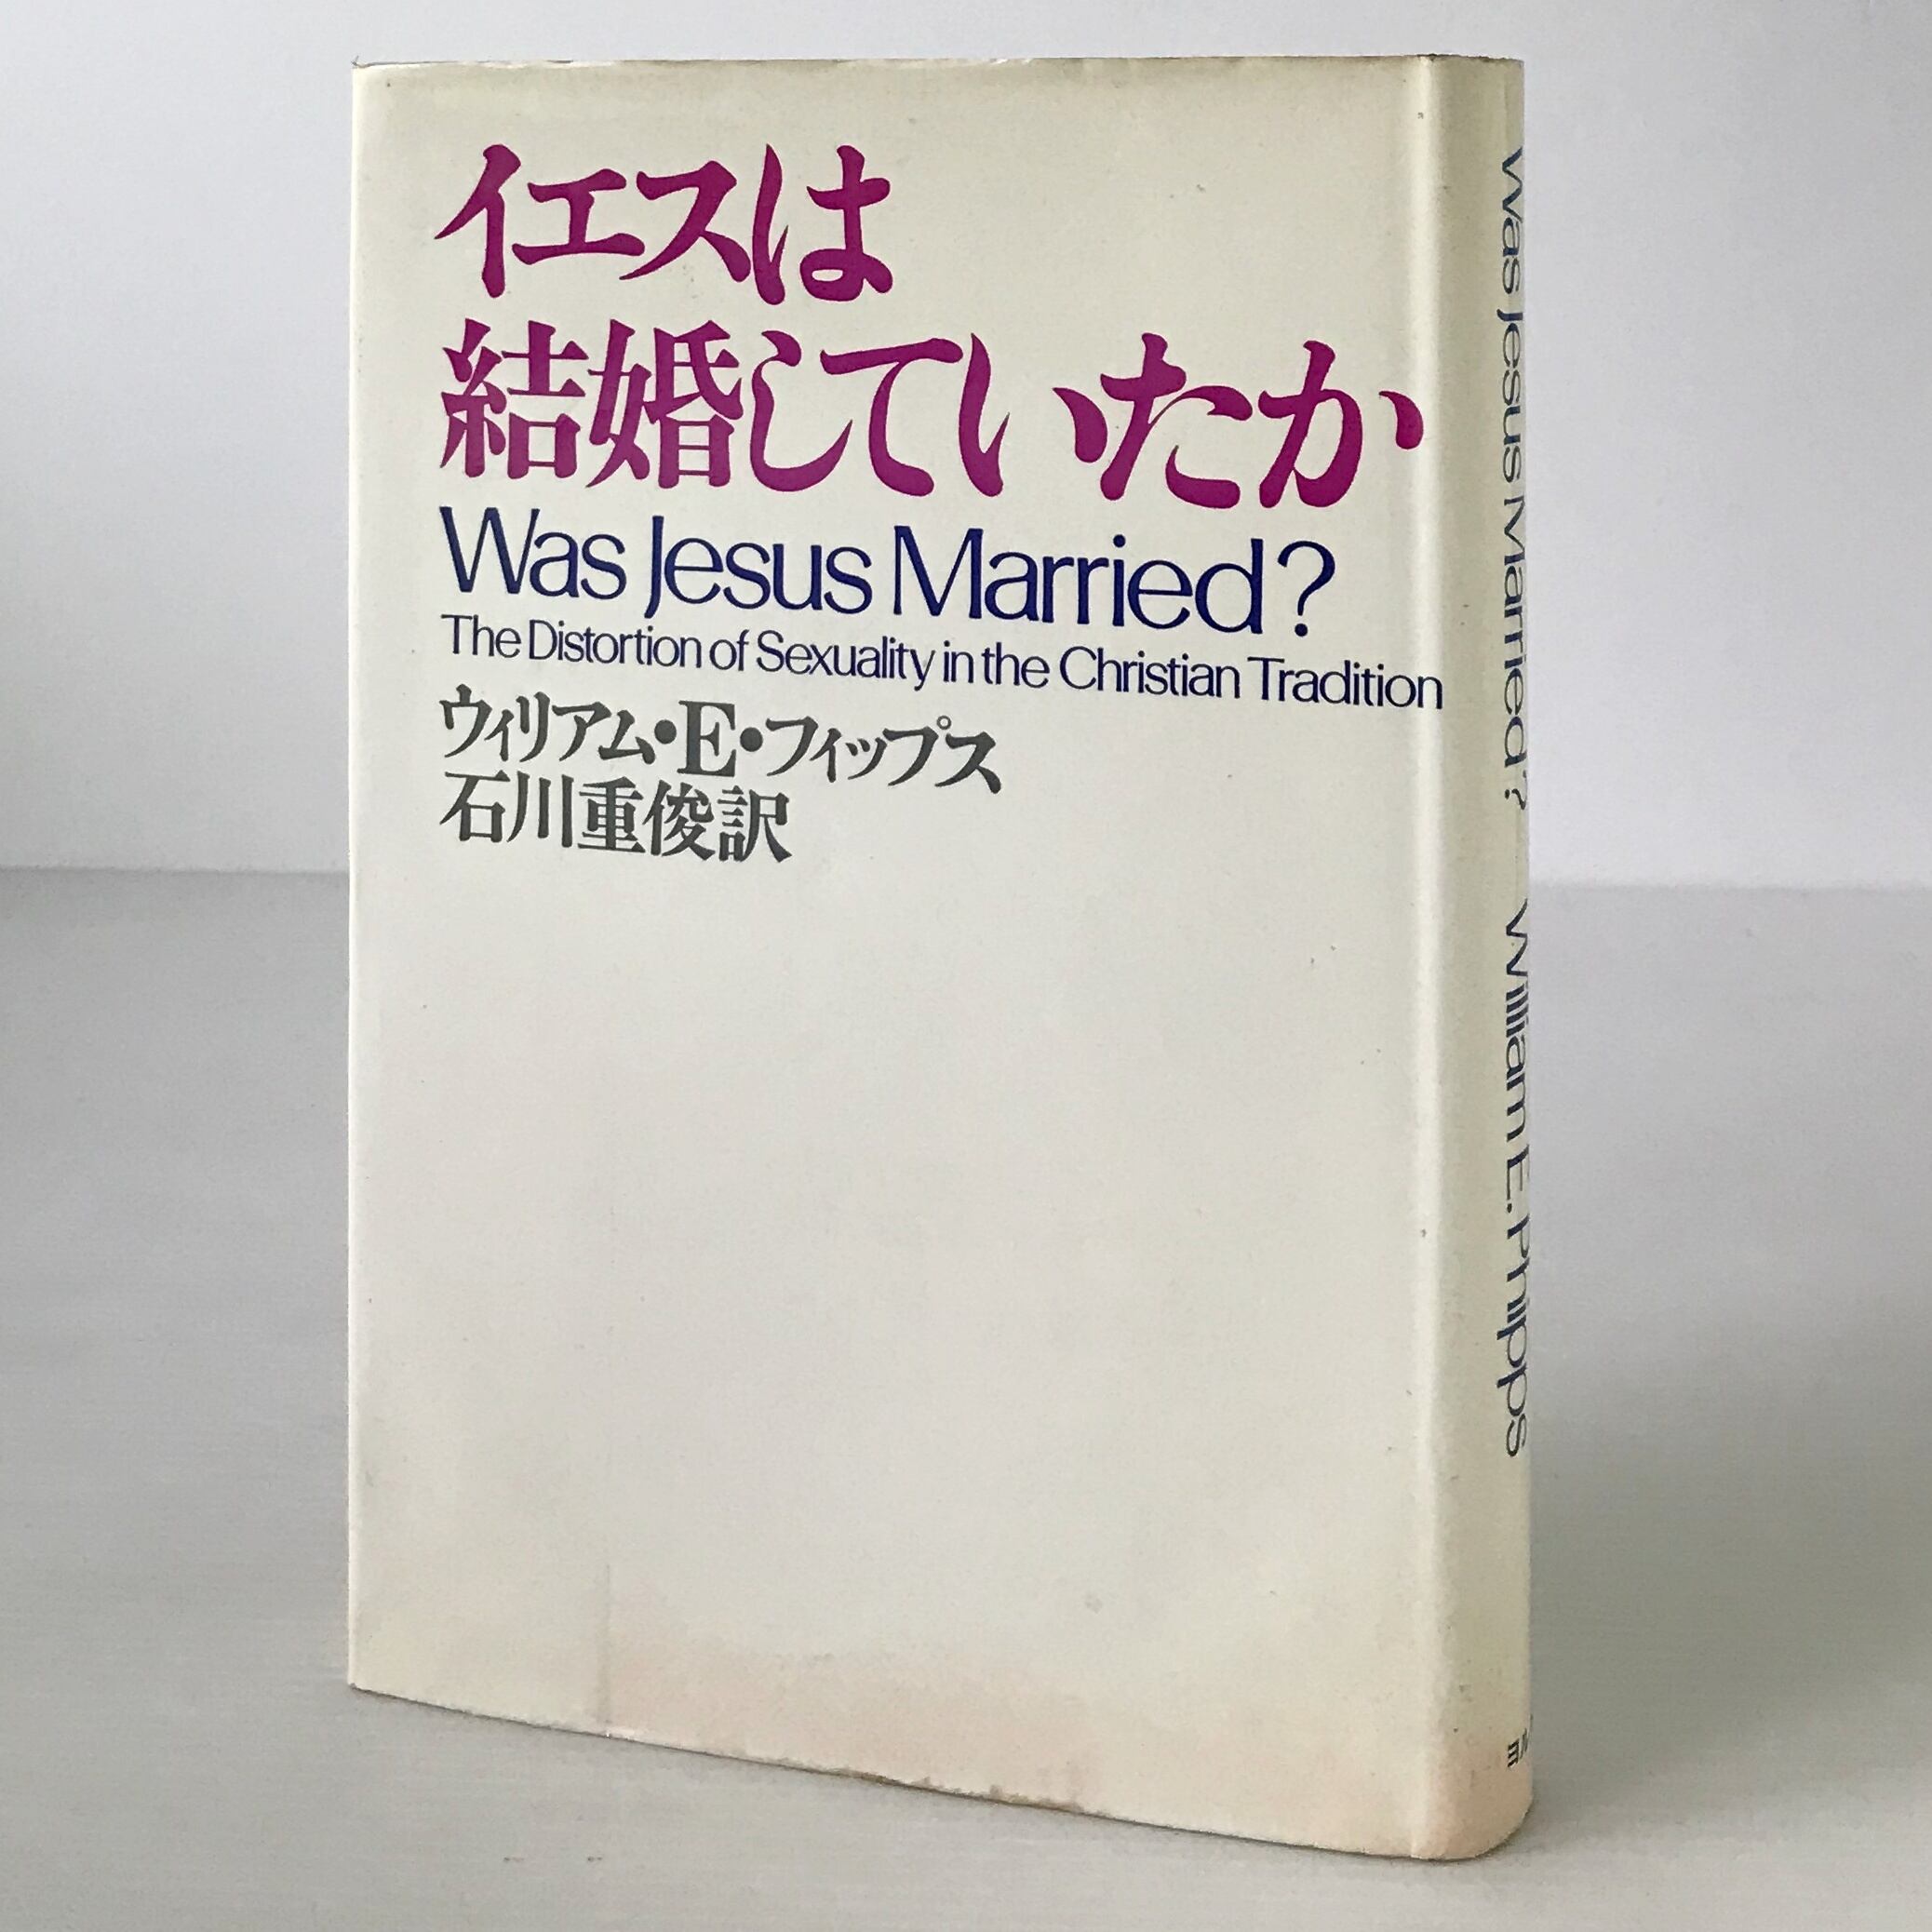 イエスは
結婚していたか
Was Jesus Married?
The Distortion of Sexuality in the Christian Tradition
ウィリアム・E・フィップス
石川重俊訳
Was Jesus Married? William E. Phipps